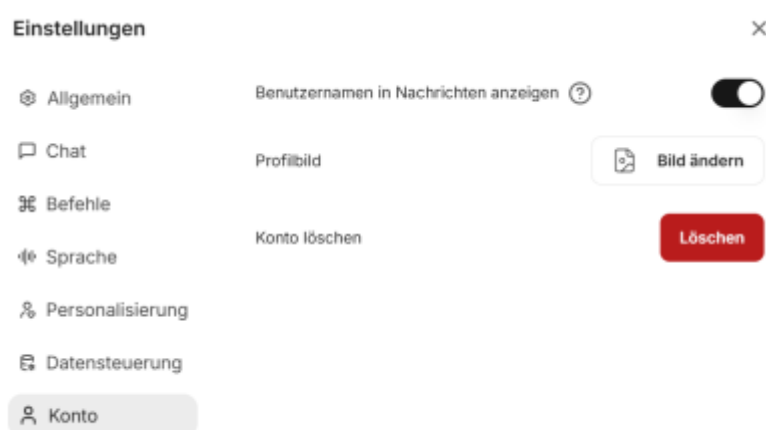 Einstellungen
Allgemein
Chat
Befehle
Sprache
Personalisierung
Datensteuerung
Konto
Benutzernamen in Nachrichten anzeigen
Profilbild
Bild ändern
Konto löschen
Löschen